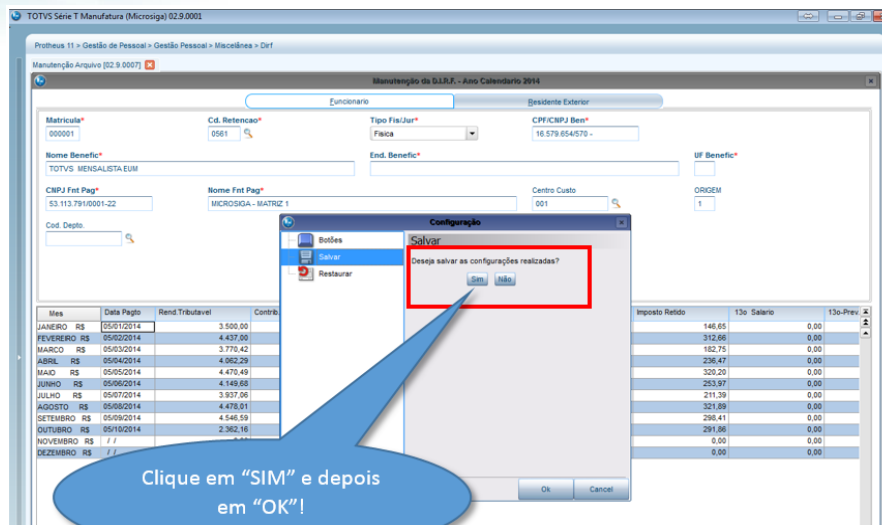 TOTVS Série T Manufatura (Microsiga) 02.9.0001
Protheus 11 > Gestão de Pessoal > Gestão Pessoal > Miscelânea > Dirf
Manutenção Arquivo [02.9.0007]
Manutenção da D.I.R.F. - Ano Calendario 2014
Funcionario Residente Exterior
Matricula* Cd. Retencao* Tipo Fis/Jur* CPF/CNPJ Ben*
000001 0561 Fisica 16.579.654/570 -
Nome Benefic* End. Benefic* UF Benefic*
TOTVS MENSALISTA EUM
CNPJ Fnt Pag* Nome Fnt Pag* Centro Custo ORIGEM
53.113.791/0001-22 MICROSIGA - MATRIZ 1 001 1
Cod. Depto.
Configuração
Botões
Salvar
Restaurar
Salvar
Deseja salvar as configurações realizadas?
Sim Não
Ok Cancel
Mes Data Pagto Rend.Tributavel Contrib. Imposto Retido 13o Salario 13o-Prev.
JANEIRO R$ 05/01/2014 3.500,00 146,65 0,00
FEVEREIRO R$ 05/02/2014 4.437,00 312,66 0,00
MARCO R$ 05/03/2014 3.770,42 182,75 0,00
ABRIL R$ 05/04/2014 4.062,29 236,47 0,00
MAIO R$ 05/05/2014 4.470,49 320,20 0,00
JUNHO R$ 05/06/2014 4.149,68 253,97 0,00
JULHO R$ 05/07/2014 3.937,06 211,39 0,00
AGOSTO R$ 05/08/2014 4.478,01 321,89 0,00
SETEMBRO R$ 05/09/2014 4.546,59 298,41 0,00
OUTUBRO R$ 05/10/2014 2.362,16 291,86 0,00
NOVEMBRO R$ / / 0,00 0,00
DEZEMBRO R$ / / 0,00 0,00
Clique em “SIM” e depois
em “OK”!